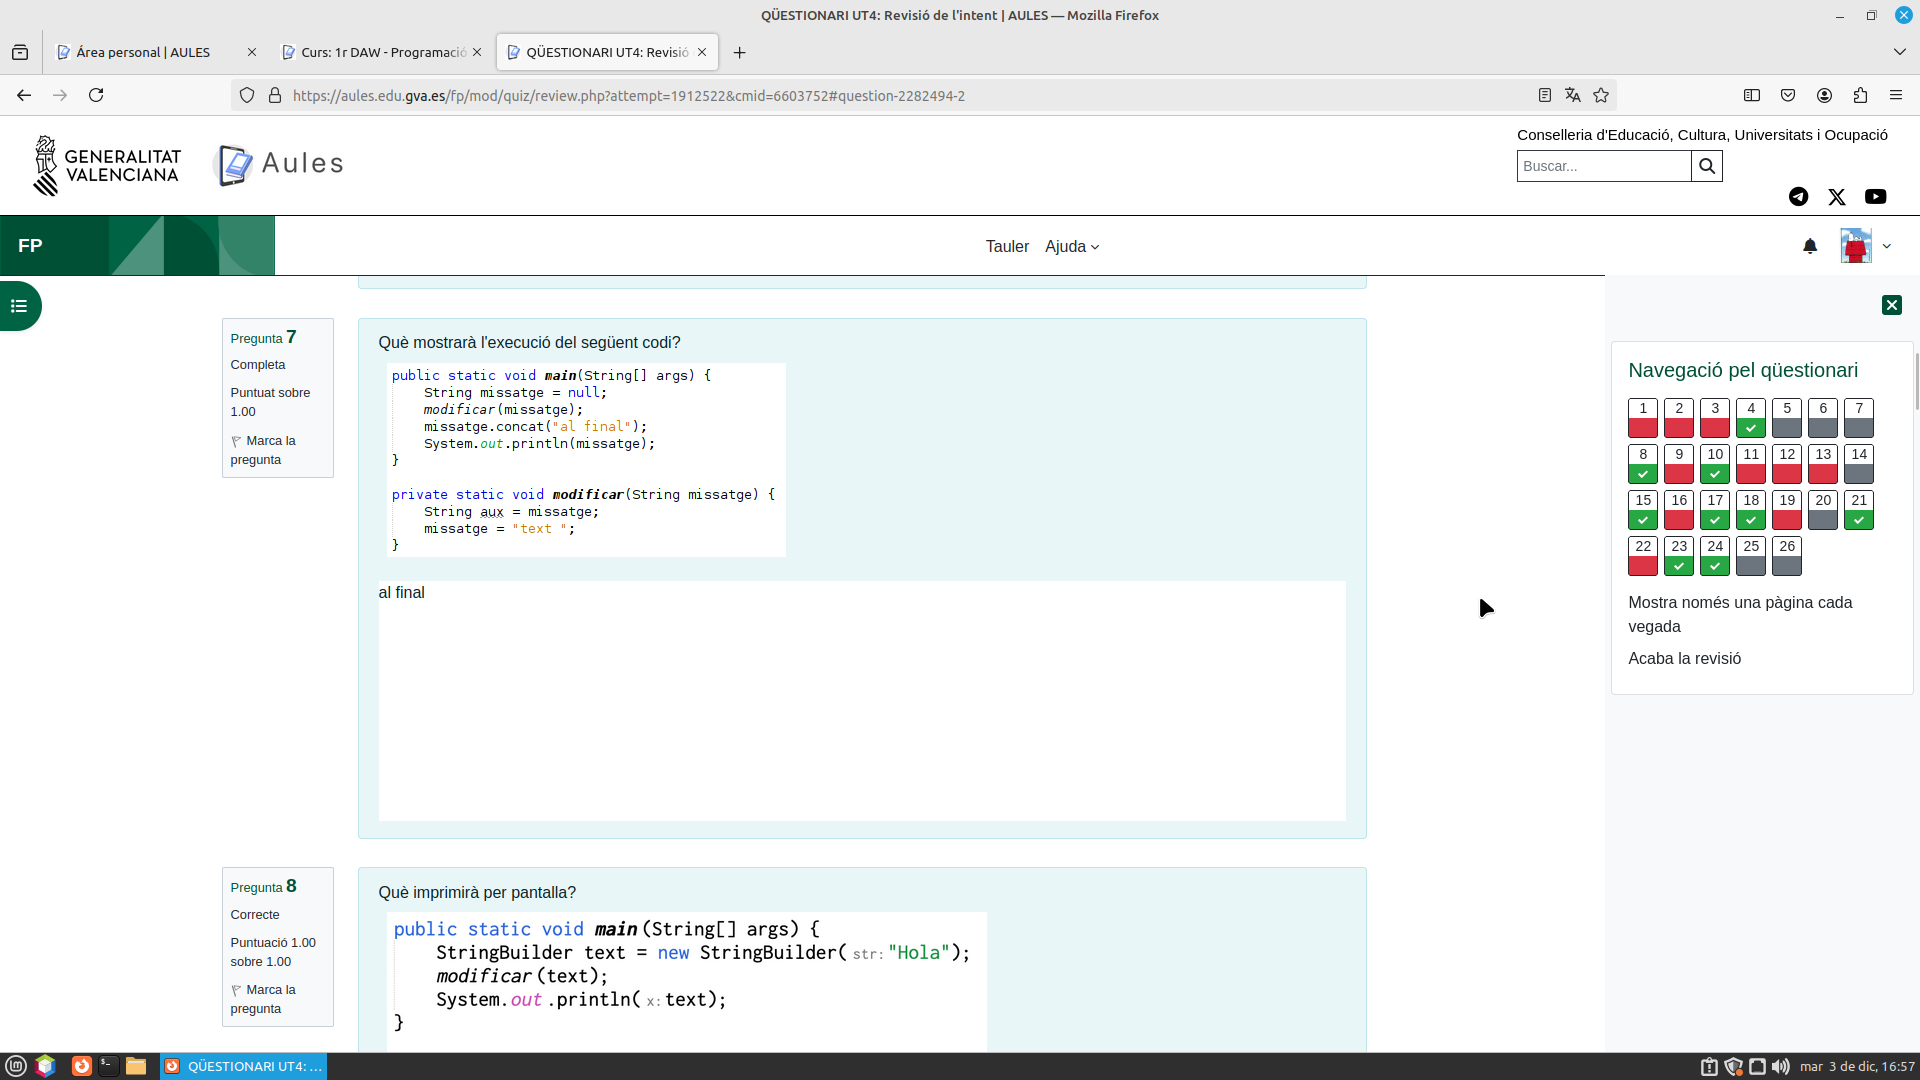 QÜESTIONARI UT4: Revisió de l'intent | AULES — Mozilla Firefox
Área personal | AULES
Curs: 1r DAW - Programació
QÜESTIONARI UT4: Revisió
https://aules.edu.gva.es/fp/mod/quiz/review.php?attempt=1912522&cmid=6603752#question-2282494-2
GENERALITAT
VALENCIANA
Aules
Conselleria d'Educació, Cultura, Universitats i Ocupació
Buscar...
FP
Tauler
Ajuda
Pregunta 7
Completa
Puntuat sobre
1.00
Marca la
pregunta
Què mostrarà l'execució del següent codi?
public static void main(String[] args) {
String missatge = null;
modificar(missatge);
missatge.concat("al final");
System.out.println(missatge);
}
private static void modificar(String missatge) {
String aux = missatge;
missatge = "text ";
}
al final
Pregunta 8
Correcte
Puntuació 1.00
sobre 1.00
Marca la
pregunta
Què imprimirà per pantalla?
public static void main(String[] args) {
StringBuilder text = new StringBuilder( str: "Hola");
modificar(text);
System.out.println( x: text);
}
Navegació pel qüestionari
1 2 3 4 5 6 7
8 9 10 11 12 13 14
15 16 17 18 19 20 21
22 23 24 25 26
Mostra només una pàgina cada
vegada
Acaba la revisió
QÜESTIONARI UT4: ...
mar 3 de dic, 16:57